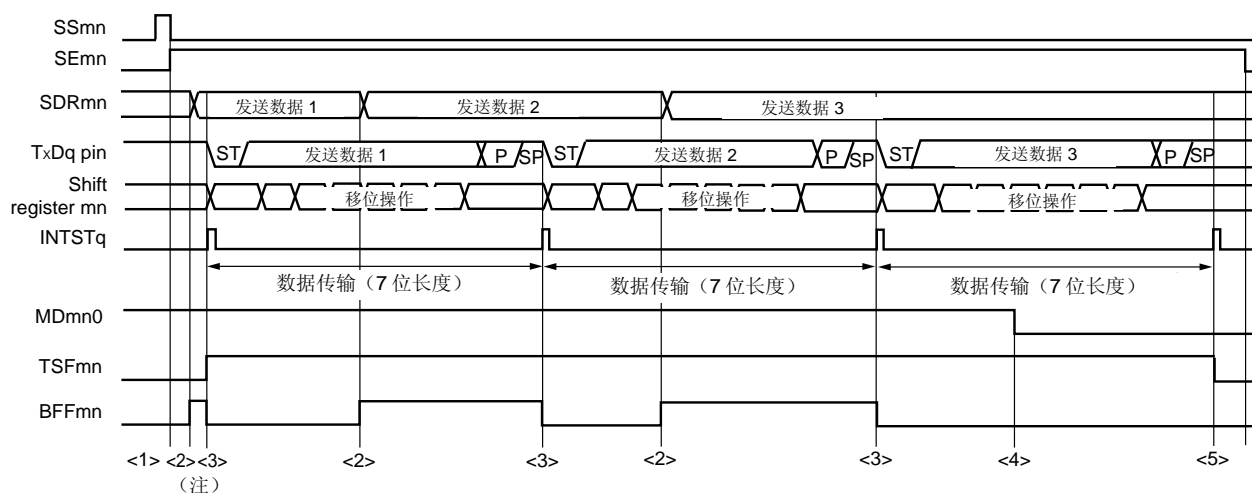 SSmn
SEmn
SDRmn 发送数据 1 发送数据 2 发送数据 3
TxDq pin ST 发送数据 1 P SP ST 发送数据 2 P SP ST 发送数据 3 P SP
Shift
register mn 移位操作 移位操作 移位操作
INTSTq
数据传输（7 位长度） 数据传输（7 位长度） 数据传输（7 位长度）
MDmn0
TSFmn
BFFmn
<1> <2> <3> <2> <3> <2> <3> <4> <5>
（注）